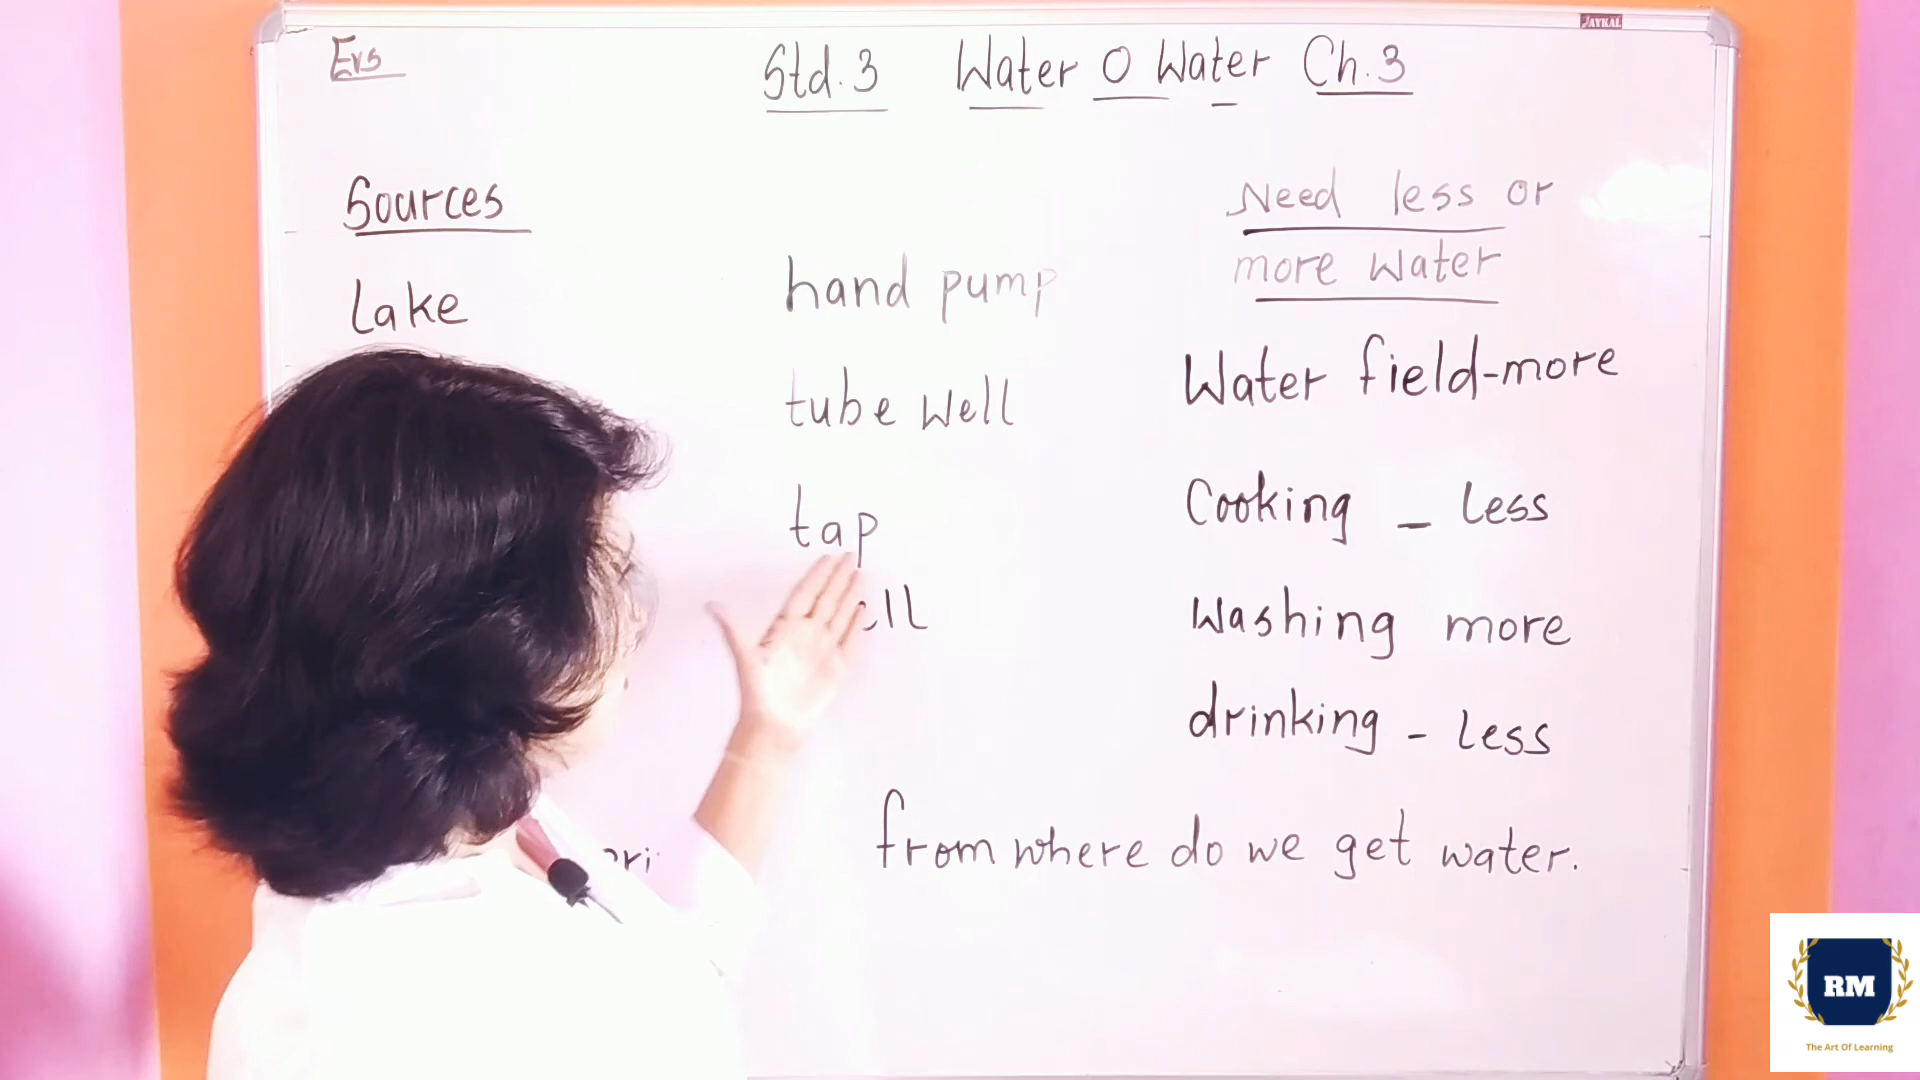 Evs
Std.3 Water O Water Ch.3
Sources
Lake
hand pump
tube well
tap
Need less or
more water
Water field-more
Cooking - less
Washing more
drinking - less
from where do we get water.
JAYKAL
RM
The Art Of Learning